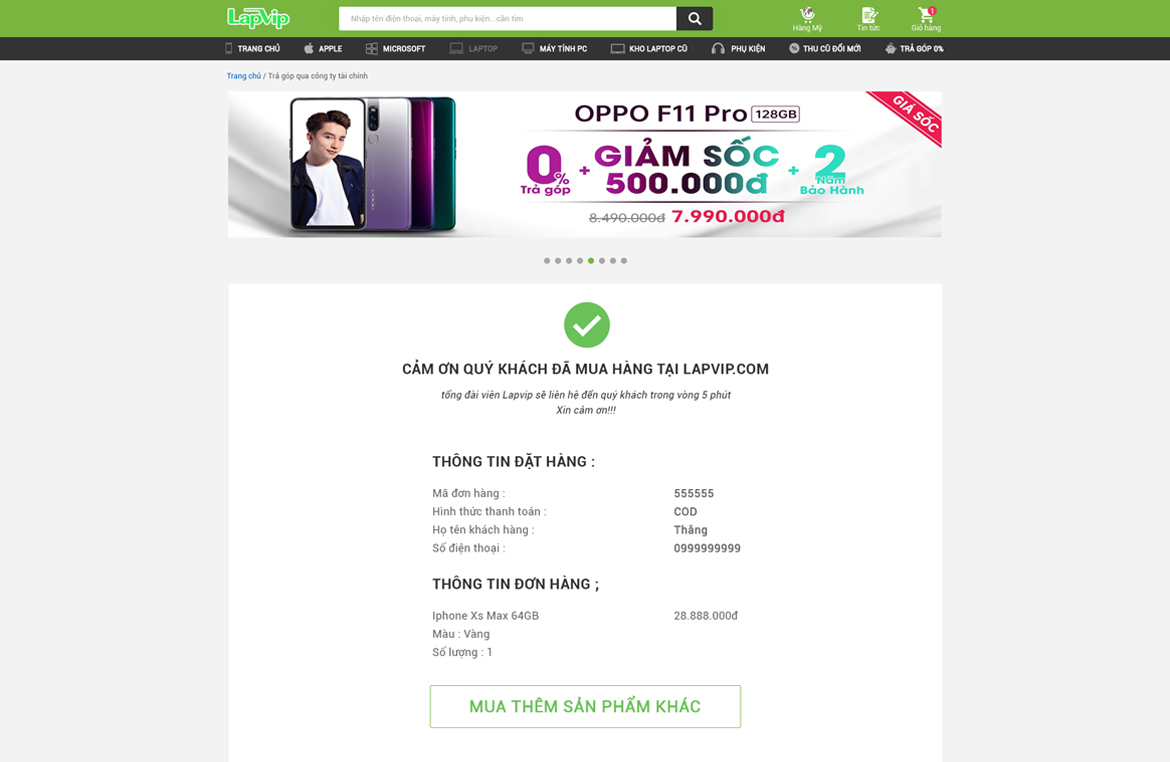 LapVip
Nhập tên điện thoại, máy tính, phụ kiện...cần tìm
Hàng Mỹ
Tin tức
1
Giỏ hàng
TRANG CHỦ
APPLE
MICROSOFT
LAPTOP
MÁY TÍNH PC
KHO LAPTOP CŨ
PHỤ KIỆN
THU CŨ ĐỔI MỚI
TRẢ GÓP 0%
Trang chủ / Trả góp qua công ty tài chính
OPPO F11 Pro 128GB
GIÁ SỐC
0% Trả góp
+
GIẢM SỐC
500.000đ
+
2 Năm
Bảo Hành
8.490.000đ 7.990.000đ
CẢM ƠN QUÝ KHÁCH ĐÃ MUA HÀNG TẠI LAPVIP.COM
tổng đài viên Lapvip sẽ liên hệ đến quý khách trong vòng 5 phút
Xin cảm ơn!!!
THÔNG TIN ĐẶT HÀNG :
Mã đơn hàng : 555555
Hình thức thanh toán : COD
Họ tên khách hàng : Thắng
Số điện thoại : 0999999999
THÔNG TIN ĐƠN HÀNG ;
Iphone Xs Max 64GB 28.888.000đ
Màu : Vàng
Số lượng : 1
MUA THÊM SẢN PHẨM KHÁC